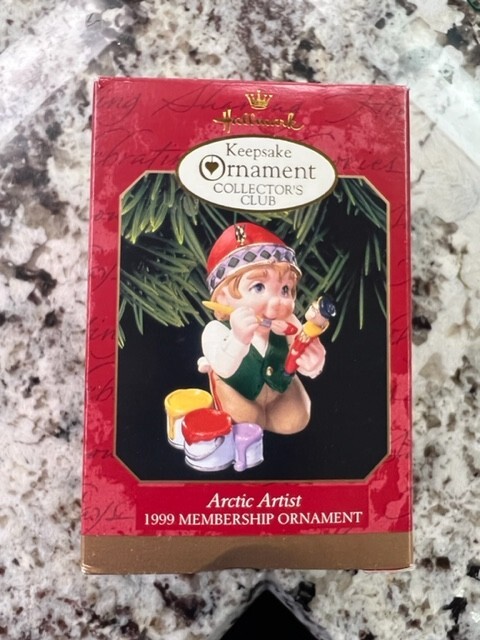 Hallmark
Keepsake
Ornament
COLLECTOR'S
CLUB
Arctic Artist
1999 MEMBERSHIP ORNAMENT